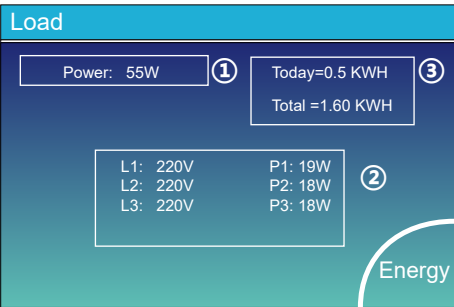 Load
Power: 55W ①
Today=0.5 KWH ③
Total =1.60 KWH
L1: 220V P1: 19W
L2: 220V P2: 18W ②
L3: 220V P3: 18W
Energy